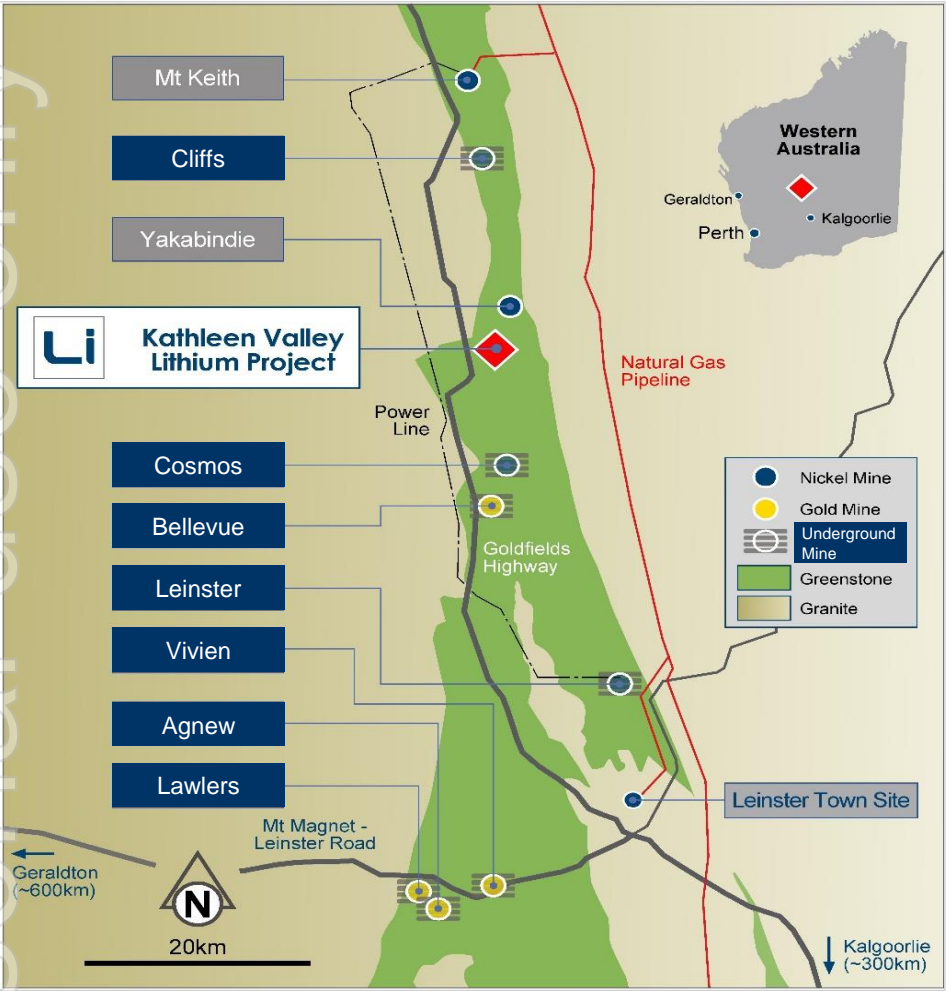 Mt Keith
Cliffs
Yakabindie
Li
Kathleen Valley
Lithium Project
Cosmos
Bellevue
Leinster
Vivien
Agnew
Lawlers
Power
Line
Goldfields
Highway
Natural Gas
Pipeline
Western
Australia
Geraldton
Kalgoorlie
Perth
Nickel Mine
Gold Mine
Underground
Mine
Greenstone
Granite
Leinster Town Site
Mt Magnet -
Leinster Road
Geraldton
(~600km)
N
20km
Kalgoorlie
(~300km)